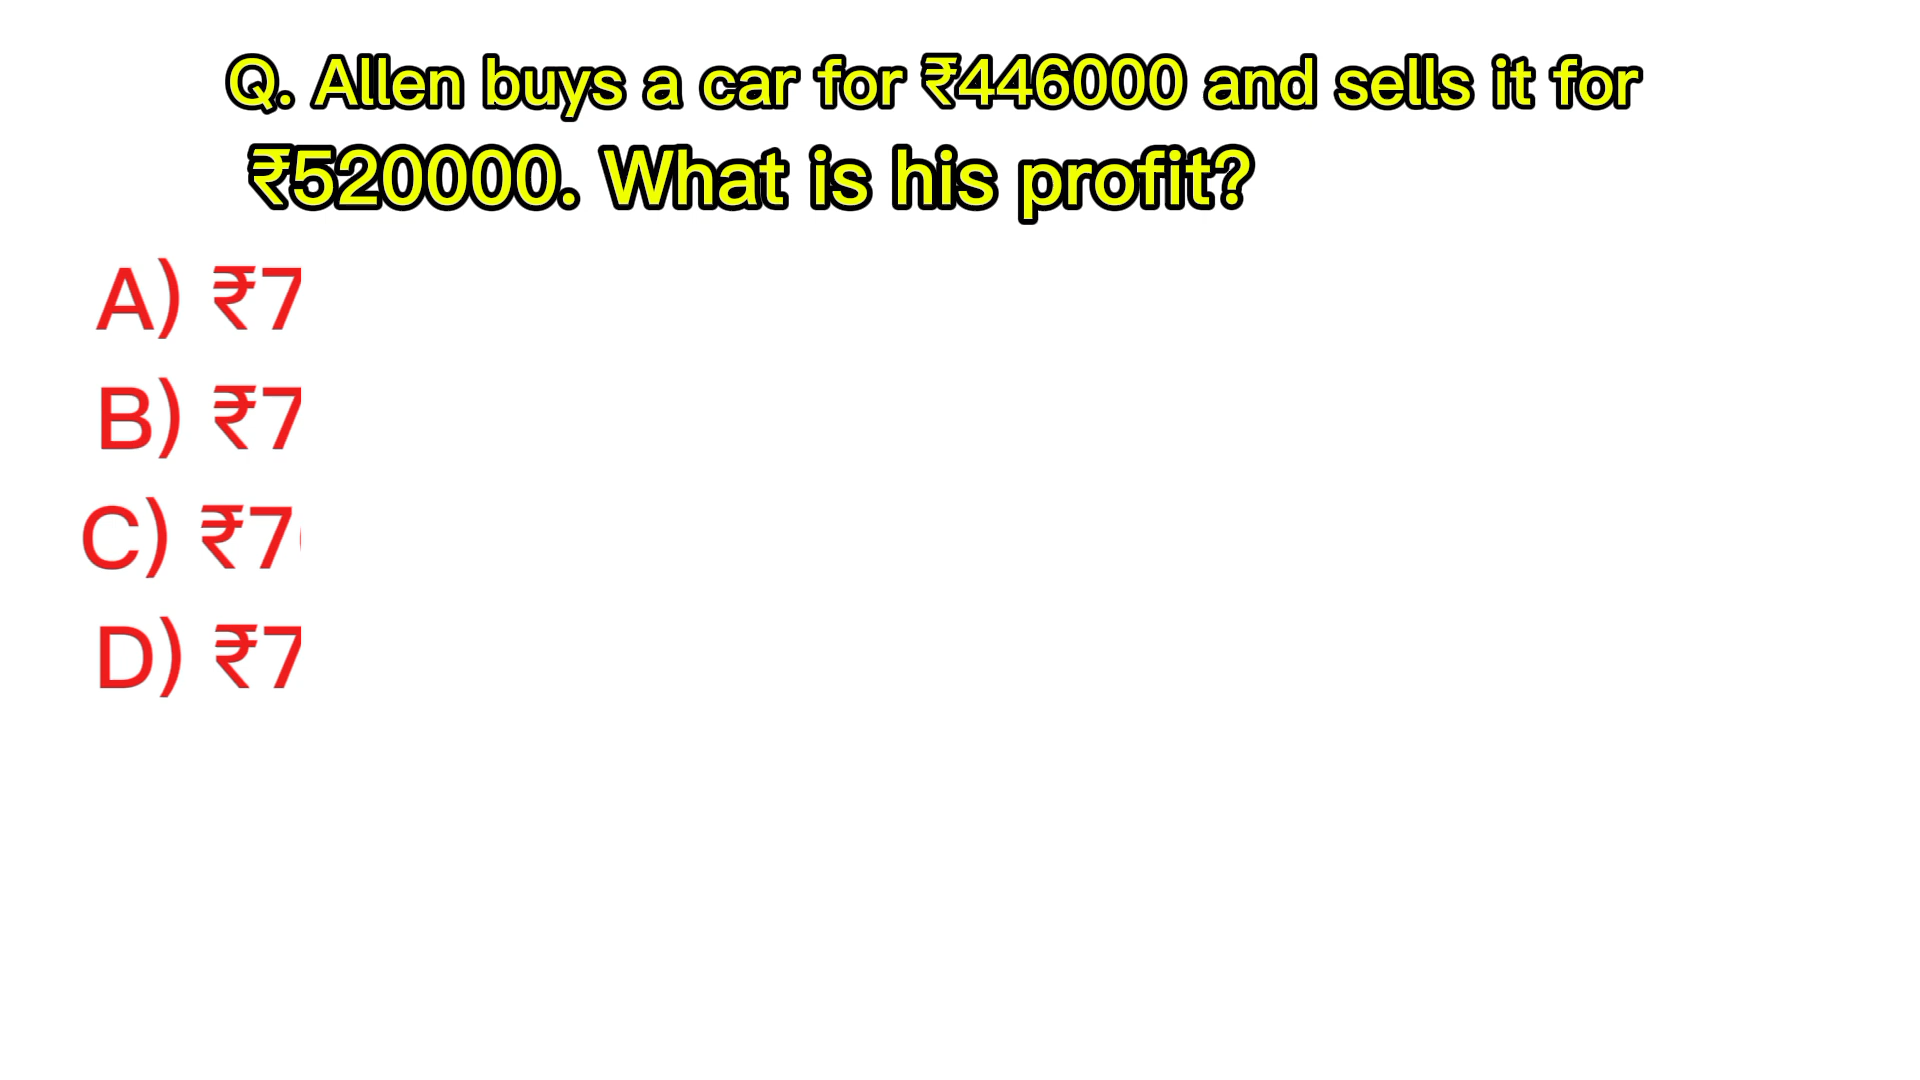 Q. Allen buys a car for ₹446000 and sells it for
₹520000. What is his profit?
A) ₹7
B) ₹7
C) ₹7
D) ₹7